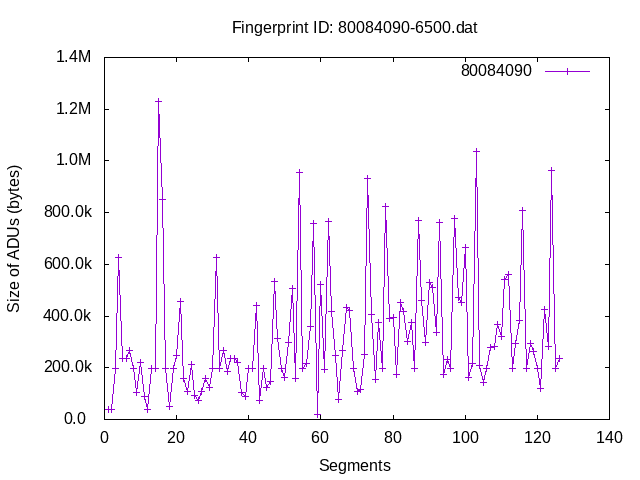 Fingerprint ID: 80084090-6500.dat
80084090
1.4M
1.2M
1.0M
800.0k
600.0k
400.0k
200.0k
0.0
Size of ADUs (bytes)
0 20 40 60 80 100 120 140
Segments